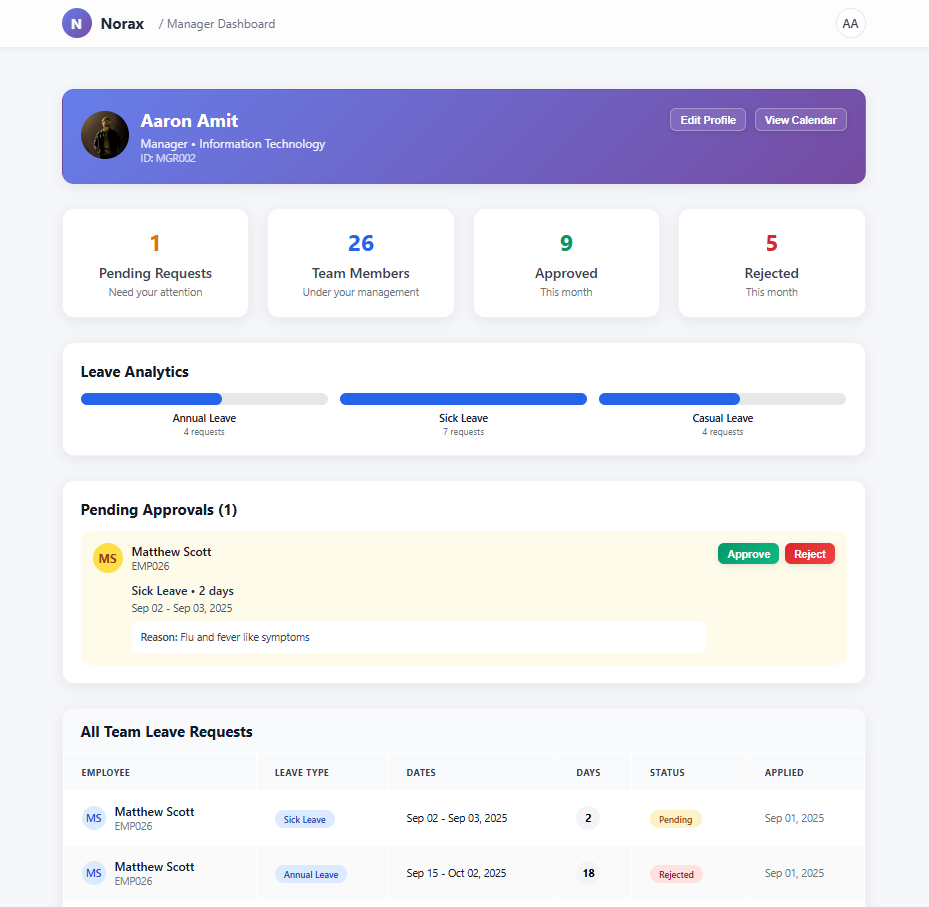 N Norax / Manager Dashboard AA
Aaron Amit
Manager • Information Technology
ID: MGR002
Edit Profile View Calendar
1
Pending Requests
Need your attention
26
Team Members
Under your management
9
Approved
This month
5
Rejected
This month
Leave Analytics
Annual Leave
4 requests
Sick Leave
7 requests
Casual Leave
4 requests
Pending Approvals (1)
MS
Matthew Scott
EMP026
Approve Reject
Sick Leave • 2 days
Sep 02 - Sep 03, 2025
Reason: Flu and fever like symptoms
All Team Leave Requests
EMPLOYEE LEAVE TYPE DATES DAYS STATUS APPLIED
MS Matthew Scott
EMP026
Sick Leave Sep 02 - Sep 03, 2025 2 Pending Sep 01, 2025
MS Matthew Scott
EMP026
Annual Leave Sep 15 - Oct 02, 2025 18 Rejected Sep 01, 2025